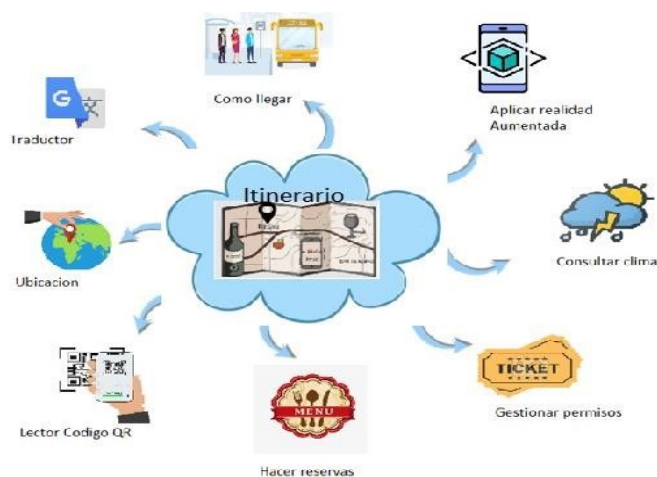 Como llegar
Aplicar realidad
Aumentada
G
Traductor
Itinerario
Consultar clima
Ubicacion
TICKET
Gestionar permisos
MENU
Lector Codigo QR
Hacer reservas